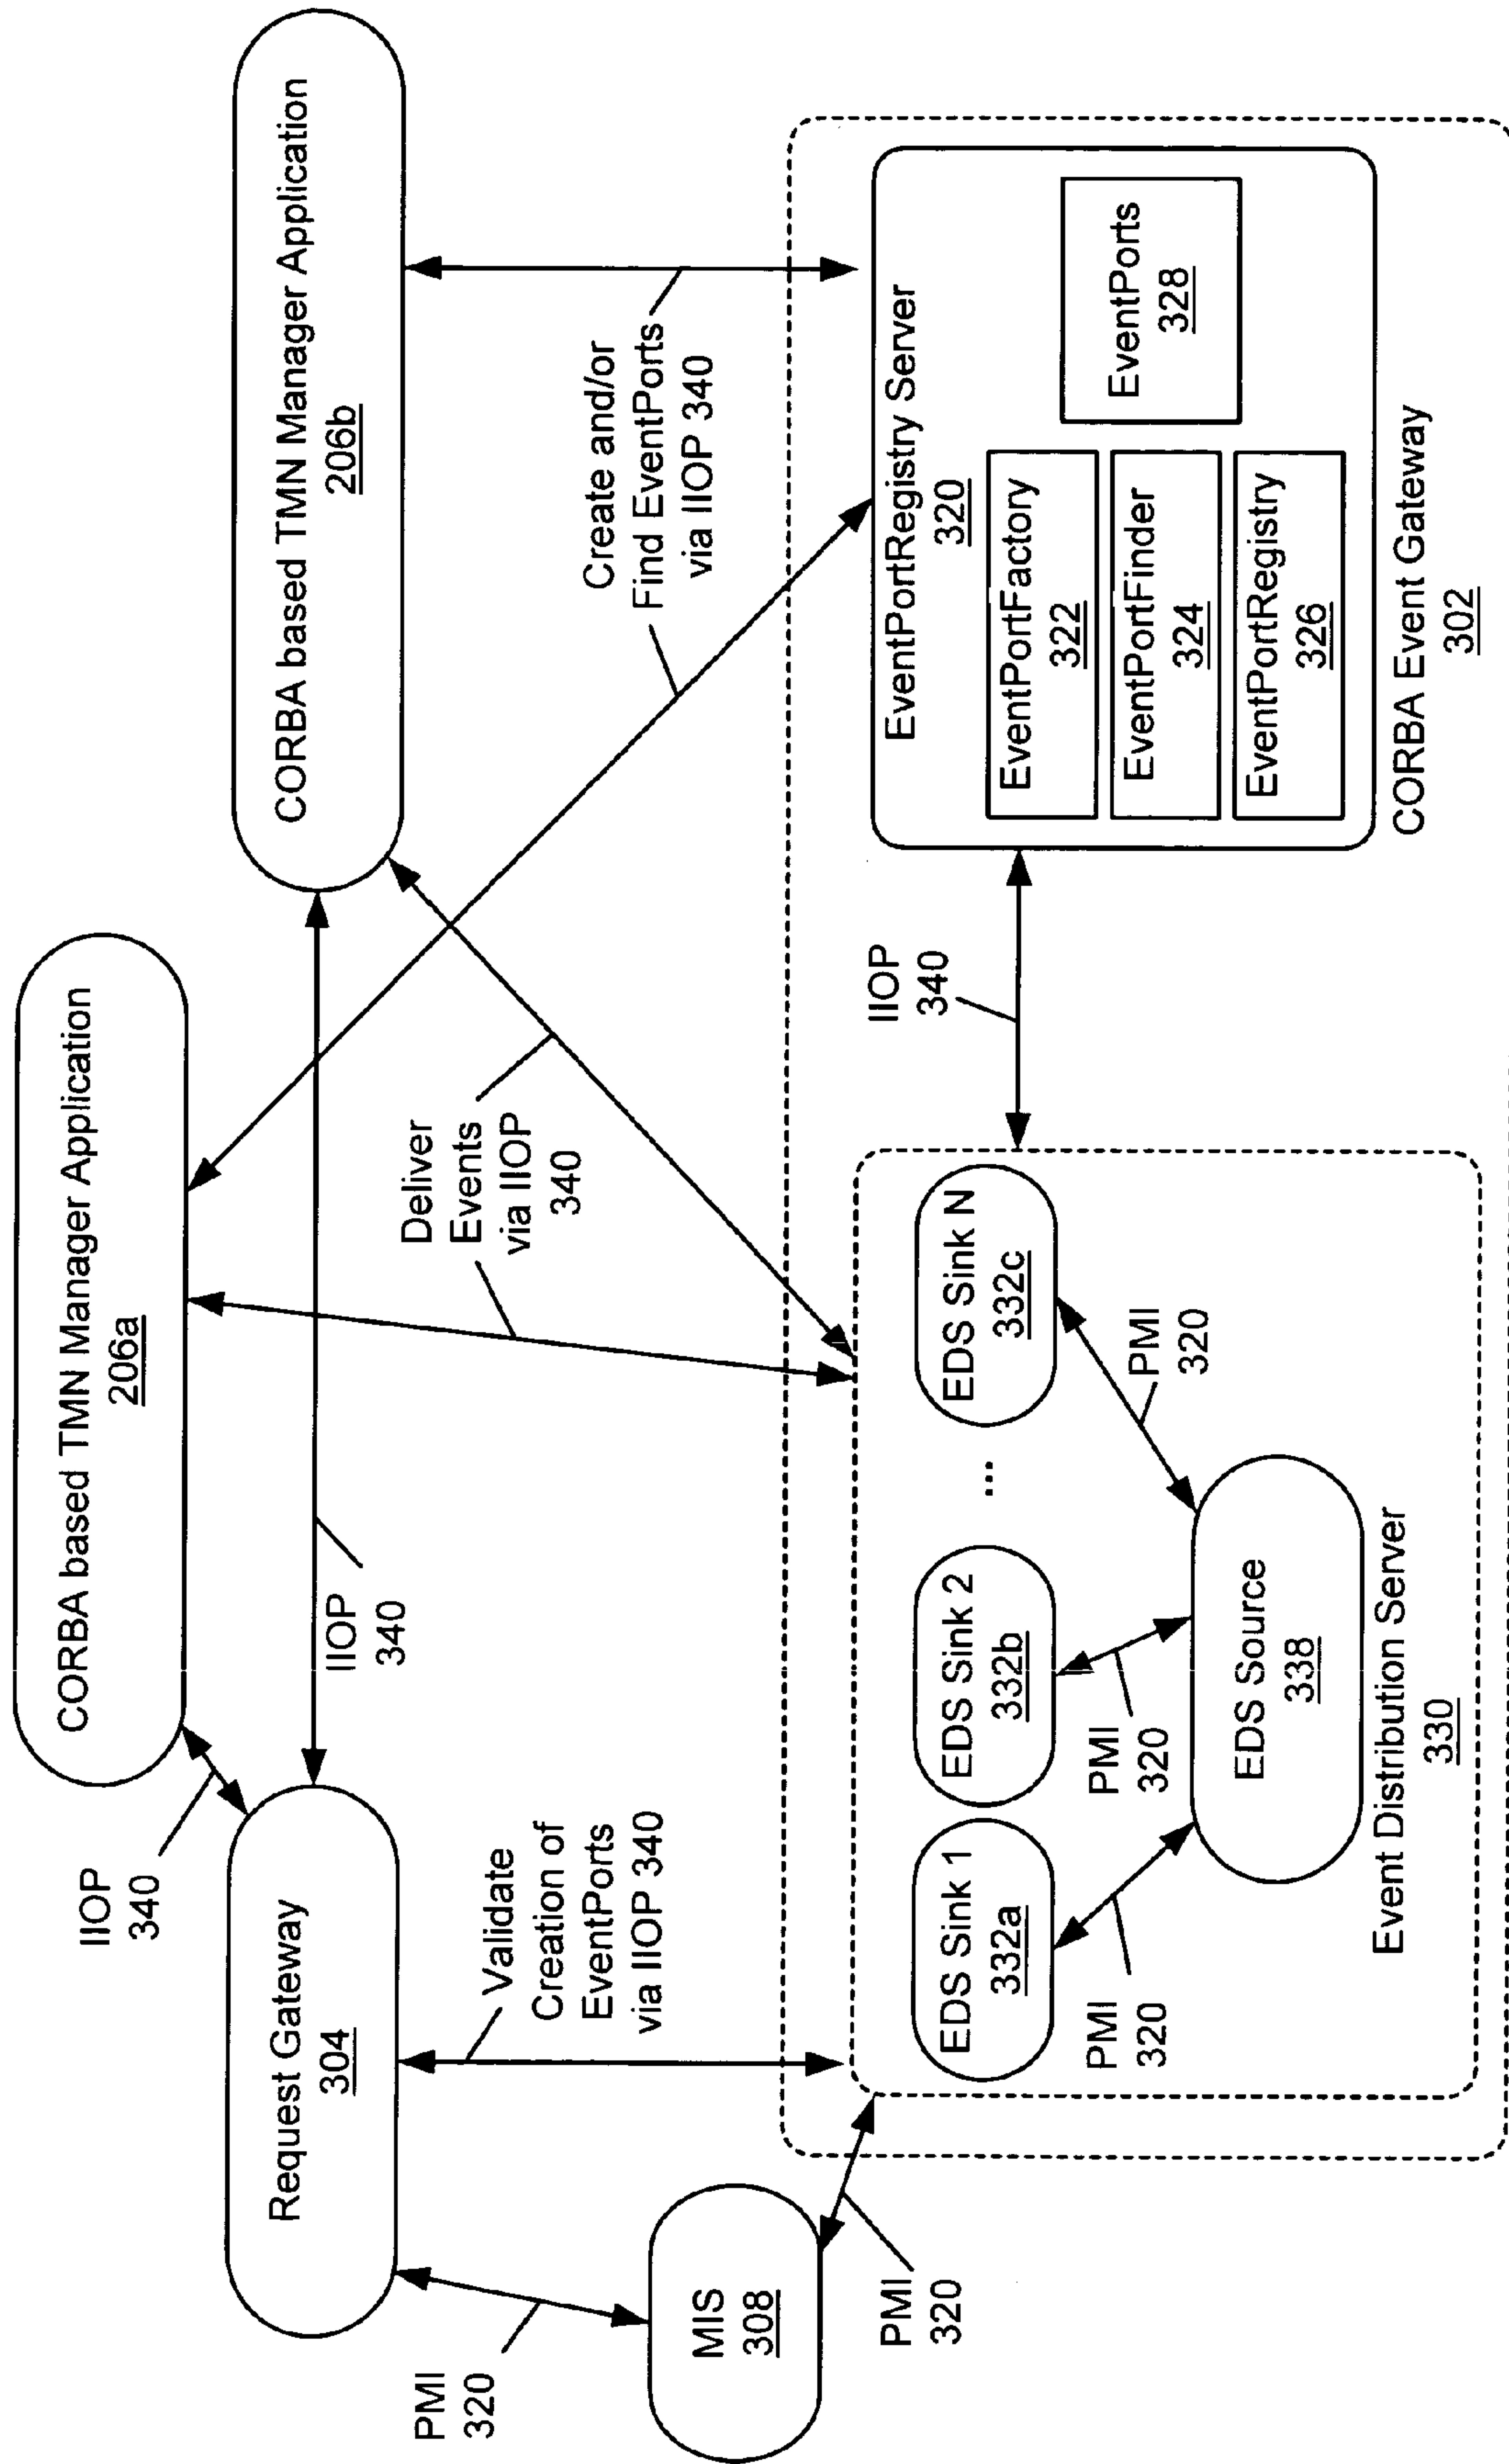 CORBA based TMN Manager Application
206a
CORBA based TMN Manager Application
206b
IIOP
340
Request Gateway
304
IIOP
340
Deliver
Events
via IIOP
340
Create and/or
Find EventPorts
via IIOP 340
Validate
Creation of
EventPorts
via IIOP 340
PMI
320
MIS
308
PMI
320
EDS Sink 1
332a
EDS Sink 2
332b
...
EDS Sink N
332c
PMI
320
PMI
320
PMI
320
EDS Source
338
Event Distribution Server
330
IIOP
340
EventPortRegistry Server
320
EventPortFactory
322
EventPortFinder
324
EventPortRegistry
326
EventPorts
328
CORBA Event Gateway
302